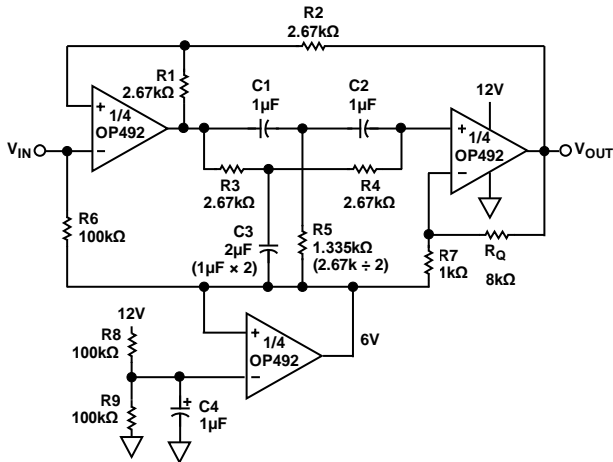 R2
2.67kΩ
R1
2.67kΩ
C1
1µF
C2
1µF
12V
+
1/4
OP492
−
+
1/4
OP492
−
VIN
VOUT
R3
2.67kΩ
R4
2.67kΩ
R6
100kΩ
C3
2µF
(1µF × 2)
R5
1.335kΩ
(2.67k ÷ 2)
R7
1kΩ
RQ
8kΩ
12V
R8
100kΩ
+
1/4
OP492
−
6V
R9
100kΩ
+
C4
1µF